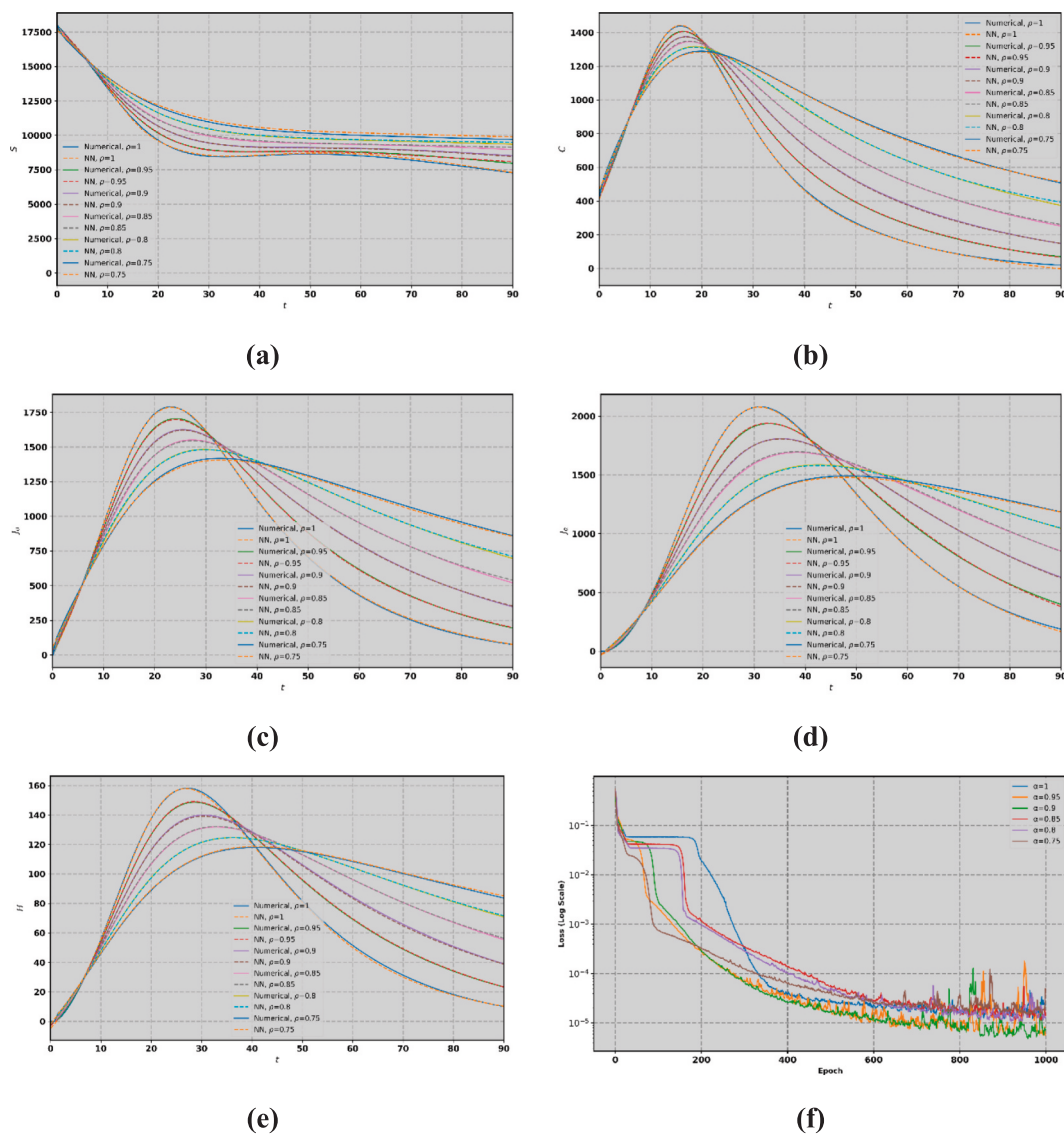 17500
15000
12500
10000
7500
5000
2500
0
S
Numerical, ρ=1
NN, ρ=1
Numerical, ρ=0.95
NN, ρ=0.95
Numerical, ρ=0.9
NN, ρ=0.9
Numerical, ρ=0.85
NN, ρ=0.85
Numerical, ρ=0.8
NN, ρ=0.8
Numerical, ρ=0.75
NN, ρ=0.75
0 10 20 30 40 50 60 70 80 90
t
(a)
1400
1200
1000
800
600
400
200
0
C
Numerical, ρ=1
NN, ρ=1
Numerical, ρ=0.95
NN, ρ=0.95
Numerical, ρ=0.9
NN, ρ=0.9
Numerical, ρ=0.85
NN, ρ=0.85
Numerical, ρ=0.8
NN, ρ=0.8
Numerical, ρ=0.75
NN, ρ=0.75
0 10 20 30 40 50 60 70 80 90
t
(b)
1750
1500
1250
1000
750
500
250
0
Numerical, ρ=1
NN, ρ=1
Numerical, ρ=0.95
NN, ρ=0.95
Numerical, ρ=0.9
NN, ρ=0.9
Numerical, ρ=0.85
NN, ρ=0.85
Numerical, ρ=0.8
NN, ρ=0.8
Numerical, ρ=0.75
NN, ρ=0.75
0 10 20 30 40 50 60 70 80 90
t
(c)
2000
1500
1000
500
0
Numerical, ρ=1
NN, ρ=1
Numerical, ρ=0.95
NN, ρ=0.95
Numerical, ρ=0.9
NN, ρ=0.9
Numerical, ρ=0.85
NN, ρ=0.85
Numerical, ρ=0.8
NN, ρ=0.8
Numerical, ρ=0.75
NN, ρ=0.75
0 10 20 30 40 50 60 70 80 90
t
(d)
160
140
120
100
80
60
40
20
0
H
Numerical, ρ=1
NN, ρ=1
Numerical, ρ=0.95
NN, ρ=0.95
Numerical, ρ=0.9
NN, ρ=0.9
Numerical, ρ=0.85
NN, ρ=0.85
Numerical, ρ=0.8
NN, ρ=0.8
Numerical, ρ=0.75
NN, ρ=0.75
0 10 20 30 40 50 60 70 80 90
t
(e)
10⁻¹
10⁻²
10⁻³
10⁻⁴
10⁻⁵
Loss (Log Scale)
α=1
α=0.95
α=0.9
α=0.85
α=0.8
α=0.75
0 200 400 600 800 1000
Epoch
(f)